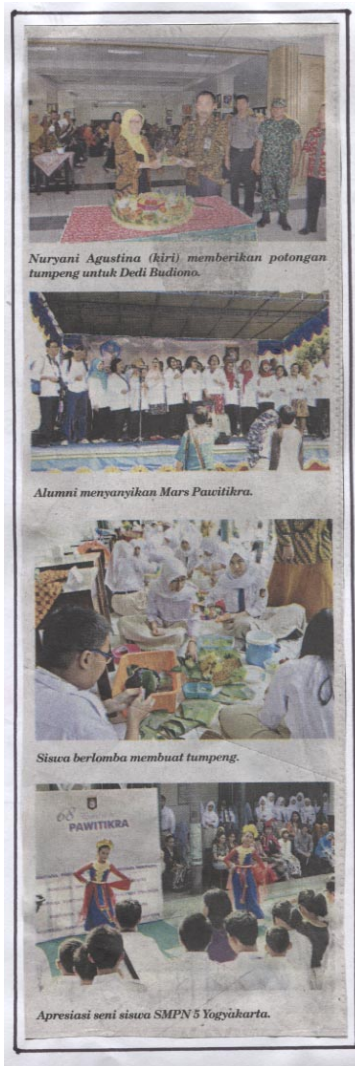 Nuryani Agustina (kiri) memberikan potongan
tumpeng untuk Dedi Budiono.
Alumni menyanyikan Mars Pawitikra.
Siswa berlomba membuat tumpeng.
68
PAWITIKRA
Apresiasi seni siswa SMPN 5 Yogyakarta.